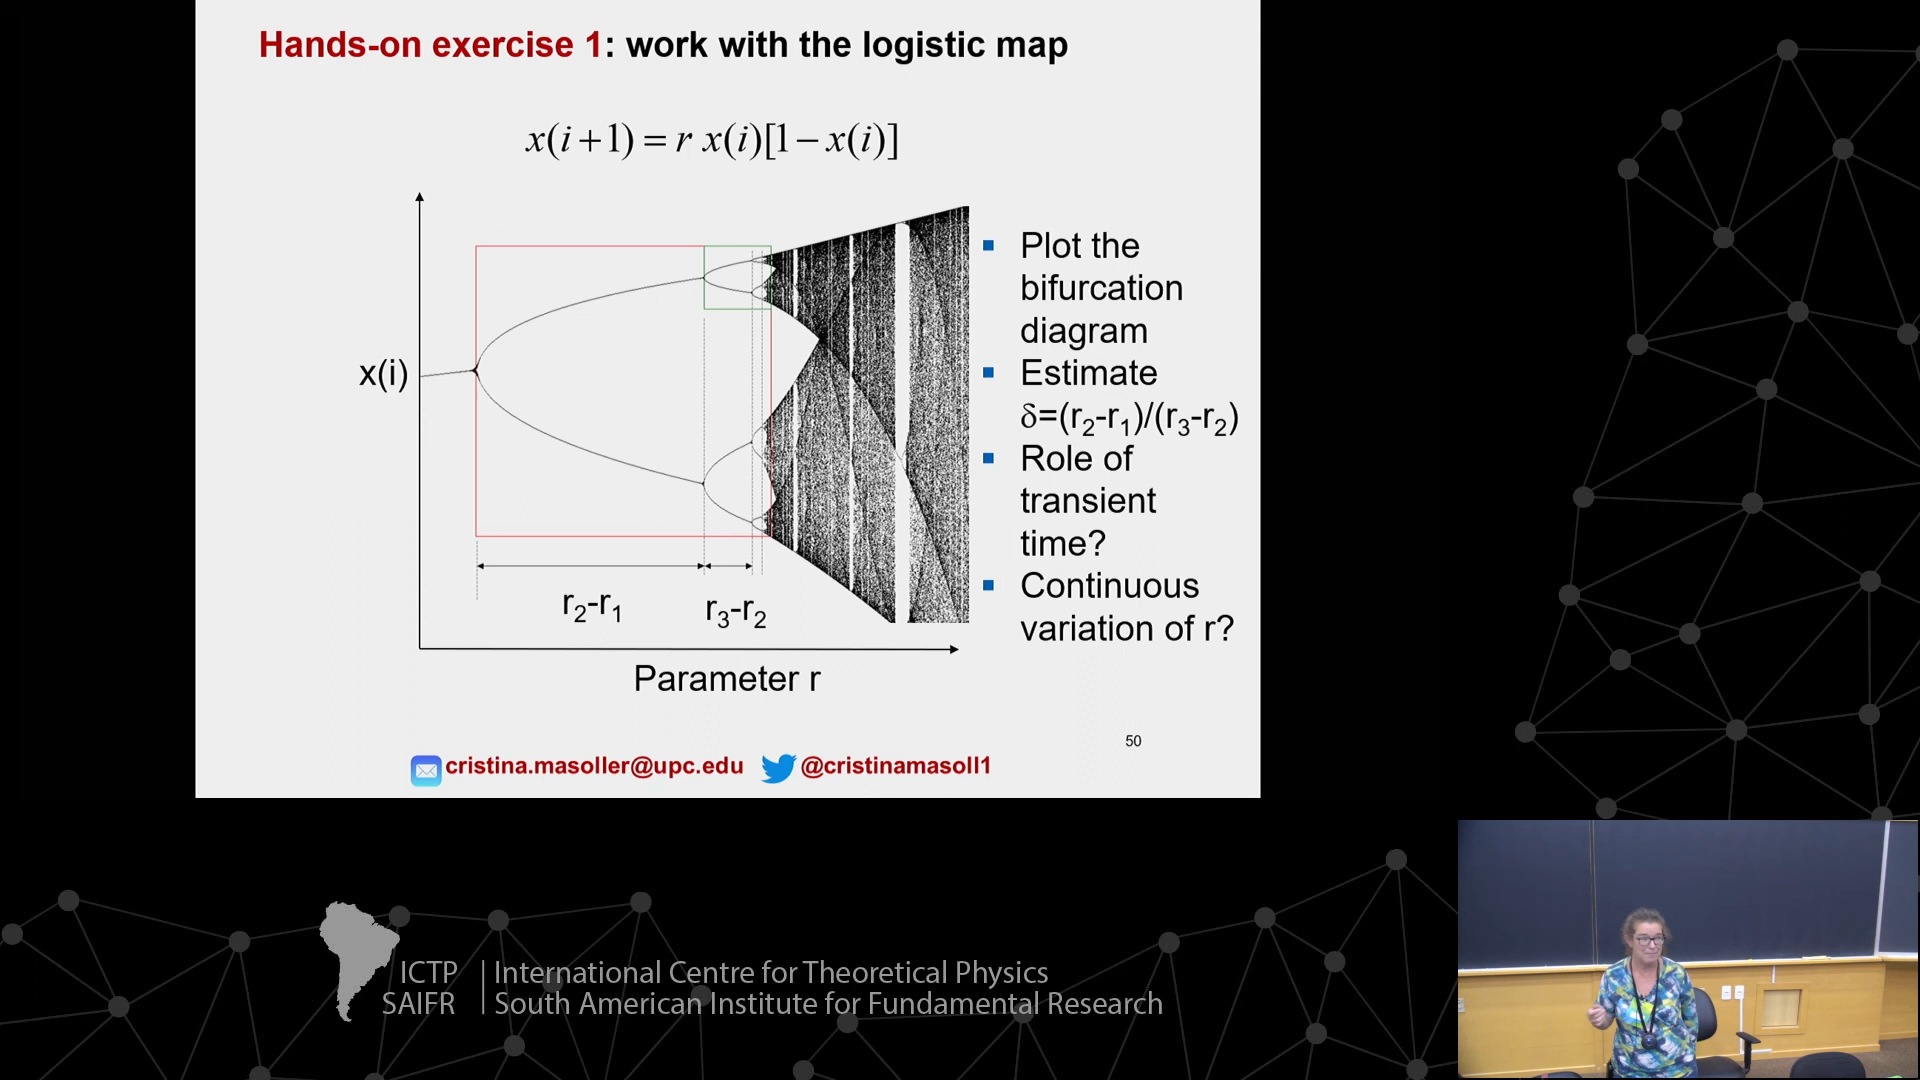 Hands-on exercise 1: work with the logistic map
x(i+1) = r x(i)[1 − x(i)]
x(i)
r₂-r₁
r₃-r₂
Parameter r
▪ Plot the
bifurcation
diagram
▪ Estimate
δ=(r₂-r₁)/(r₃-r₂)
▪ Role of
transient
time?
▪ Continuous
variation of r?
50
cristina.masoller@upc.edu @cristinamasoll1
ICTP | International Centre for Theoretical Physics
SAIFR | South American Institute for Fundamental Research